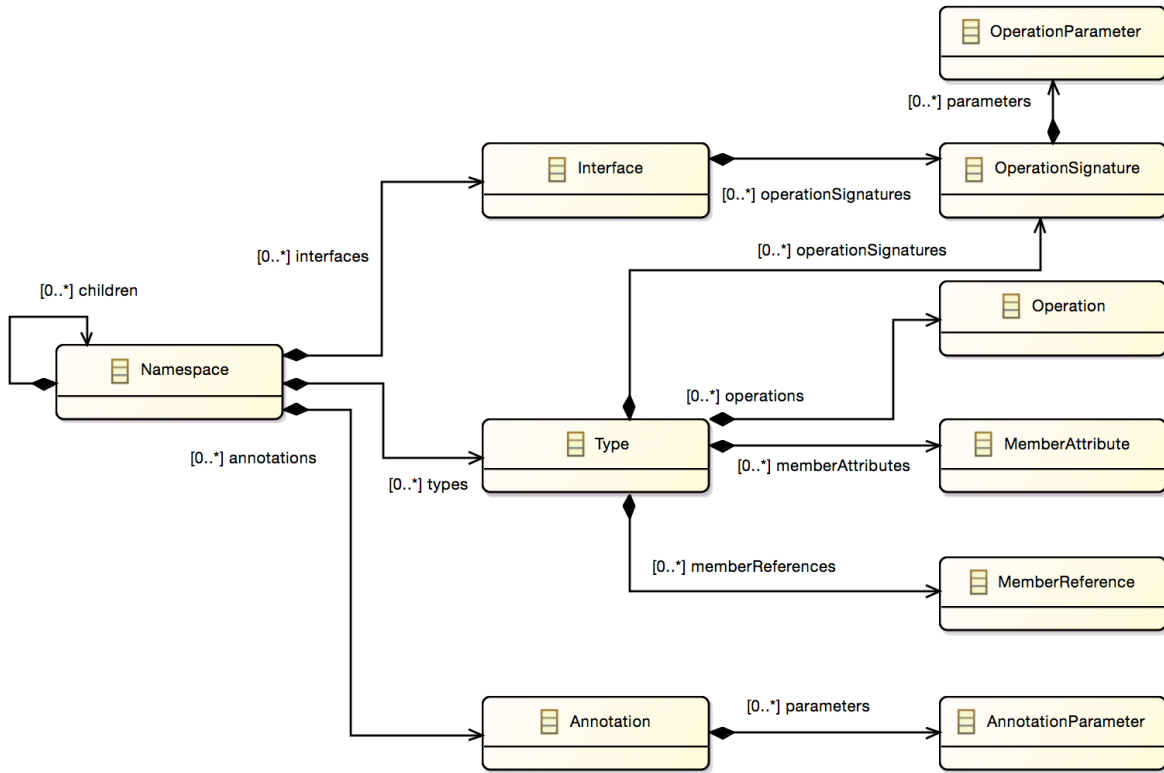 OperationParameter
[0..*] parameters
Interface
OperationSignature
[0..*] operationSignatures
[0..*] operationSignatures
[0..*] interfaces
[0..*] children
Operation
Namespace
[0..*] operations
Type
MemberAttribute
[0..*] annotations
[0..*] memberAttributes
[0..*] types
[0..*] memberReferences
MemberReference
[0..*] parameters
Annotation
AnnotationParameter